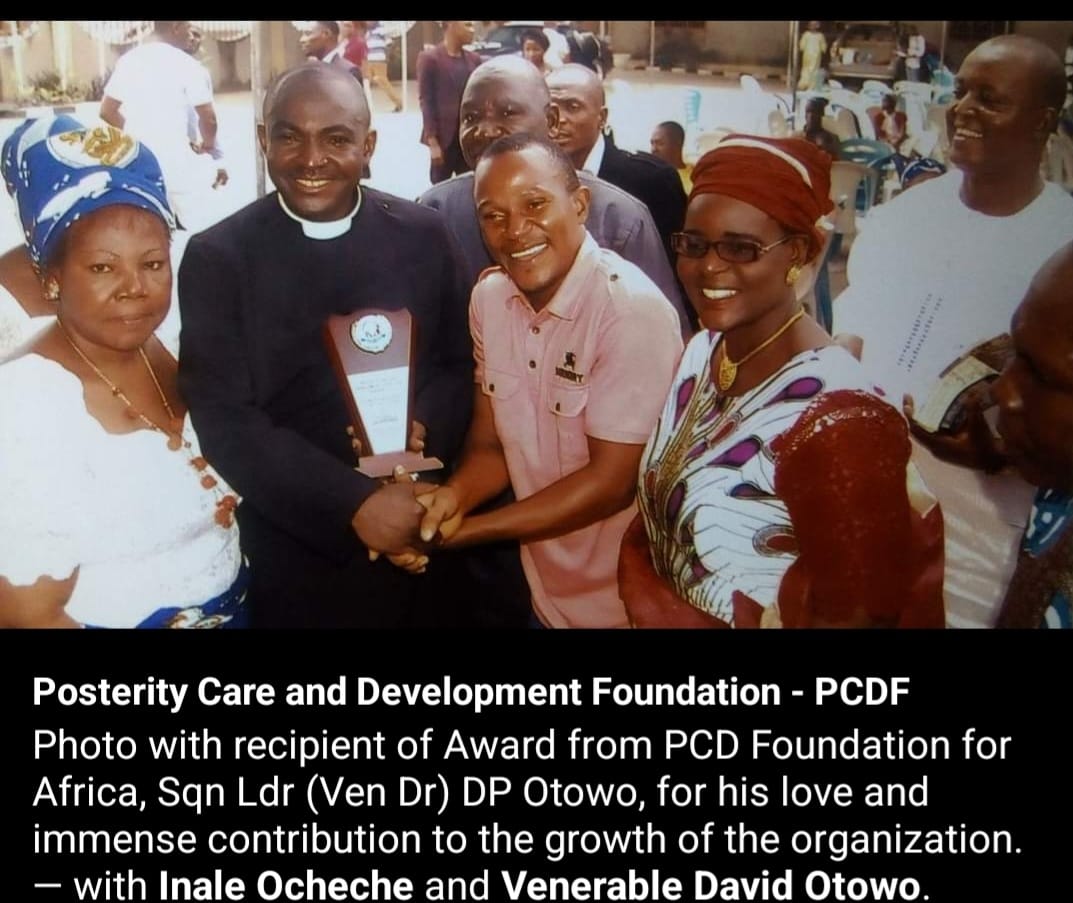 Posterity Care and Development Foundation - PCDF
Photo with recipient of Award from PCD Foundation for
Africa, Sqn Ldr (Ven Dr) DP Otowo, for his love and
immense contribution to the growth of the organization.
— with Inale Ocheche and Venerable David Otowo.